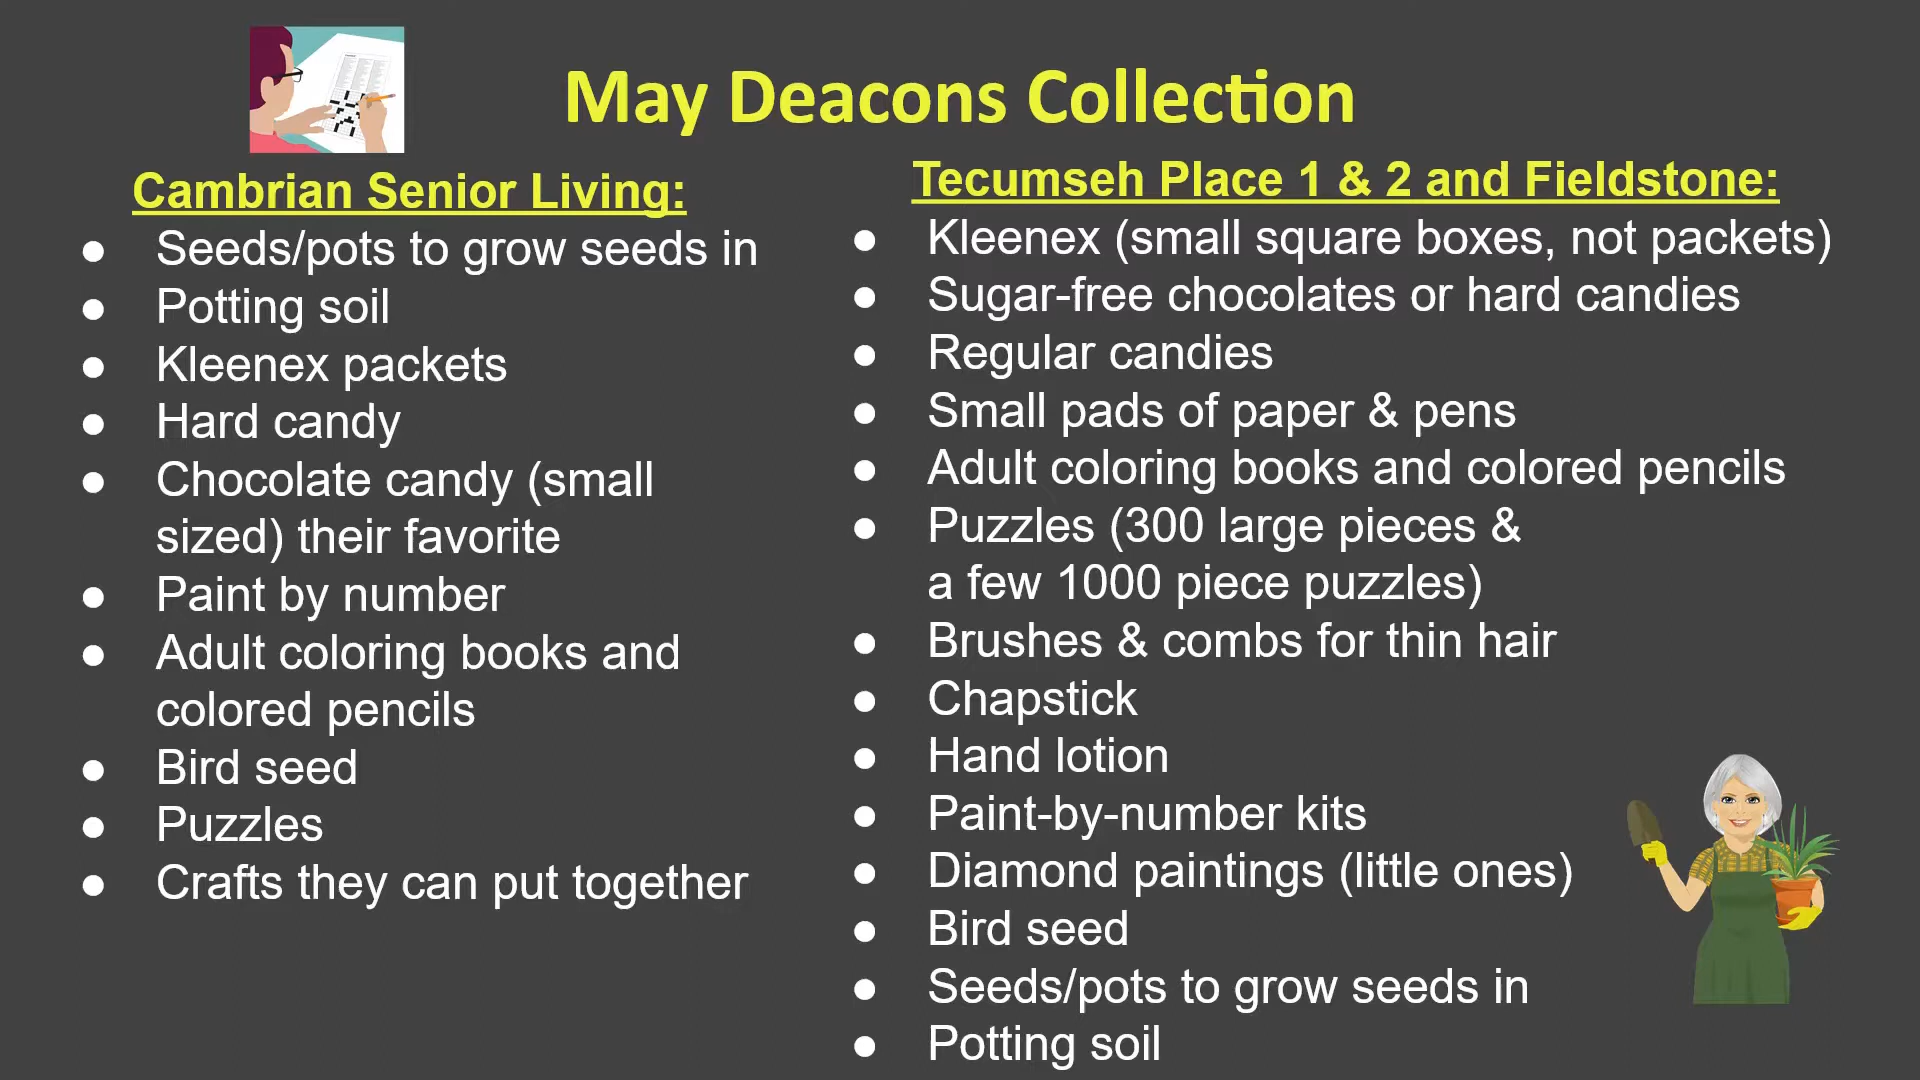 May Deacons Collection
Cambrian Senior Living:
● Seeds/pots to grow seeds in
● Potting soil
● Kleenex packets
● Hard candy
● Chocolate candy (small
sized) their favorite
● Paint by number
● Adult coloring books and
colored pencils
● Bird seed
● Puzzles
● Crafts they can put together
Tecumseh Place 1 & 2 and Fieldstone:
● Kleenex (small square boxes, not packets)
● Sugar-free chocolates or hard candies
● Regular candies
● Small pads of paper & pens
● Adult coloring books and colored pencils
● Puzzles (300 large pieces &
a few 1000 piece puzzles)
● Brushes & combs for thin hair
● Chapstick
● Hand lotion
● Paint-by-number kits
● Diamond paintings (little ones)
● Bird seed
● Seeds/pots to grow seeds in
● Potting soil